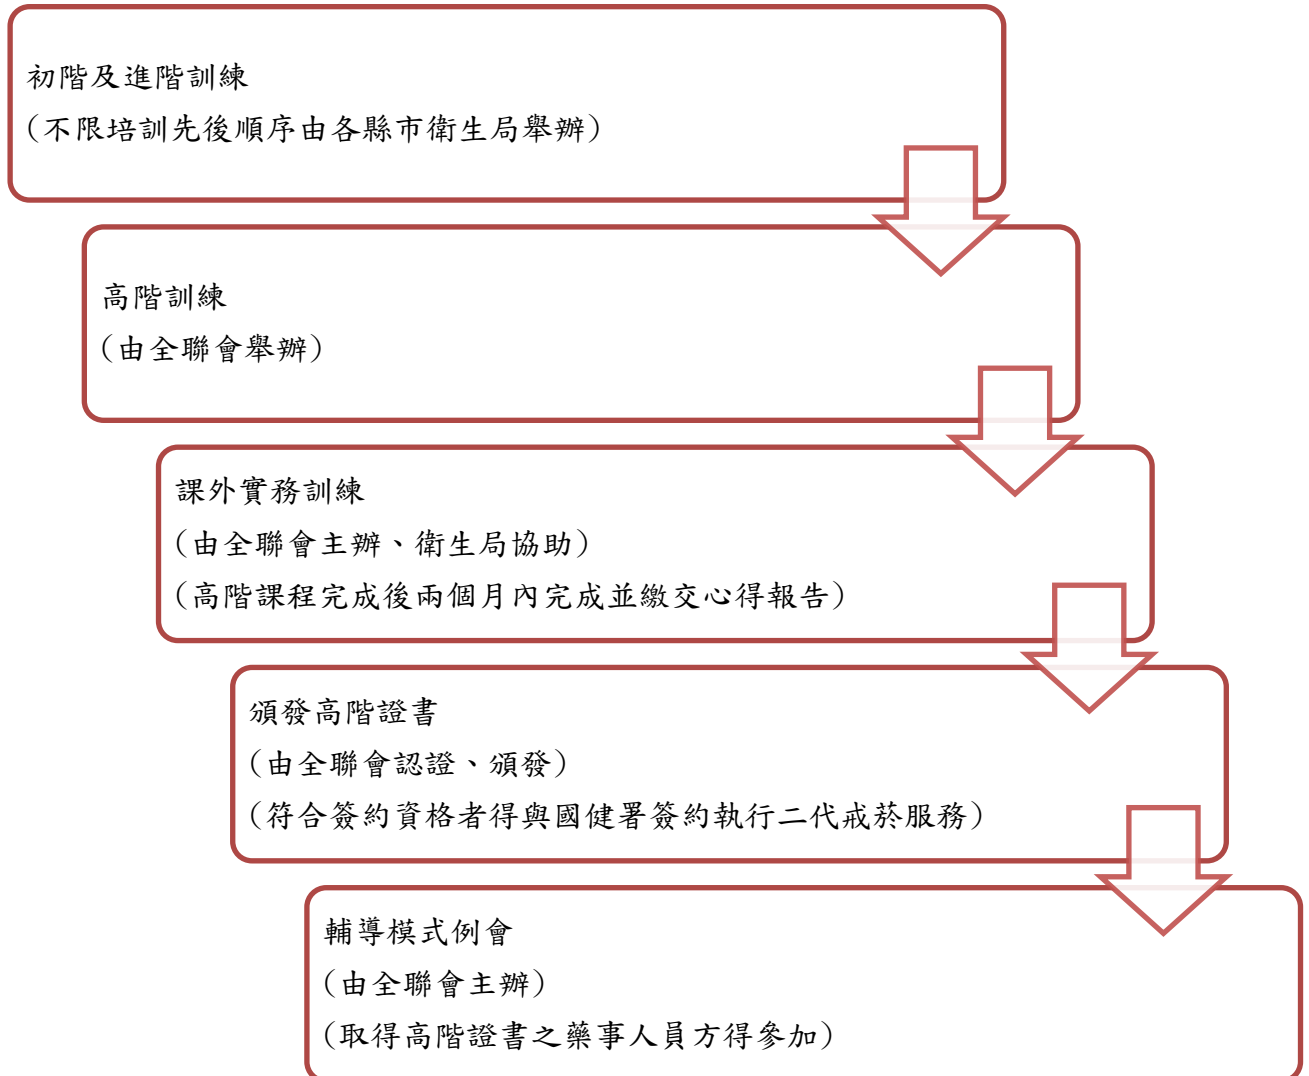 初階及進階訓練
(不限培訓先後順序由各縣市衛生局舉辦)
高階訓練
(由全聯會舉辦)
課外實務訓練
(由全聯會主辦、衛生局協助)
(高階課程完成後兩個月內完成並繳交心得報告)
頒發高階證書
(由全聯會認證、頒發)
(符合簽約資格者得與國健署簽約執行二代戒菸服務)
輔導模式例會
(由全聯會主辦)
(取得高階證書之藥事人員方得參加)